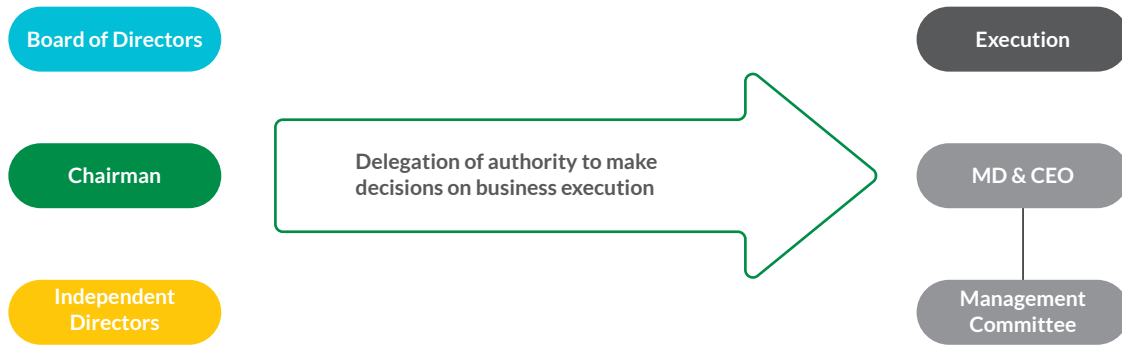 Board of Directors
Execution
Chairman
Delegation of authority to make
decisions on business execution
MD & CEO
Independent
Directors
Management
Committee